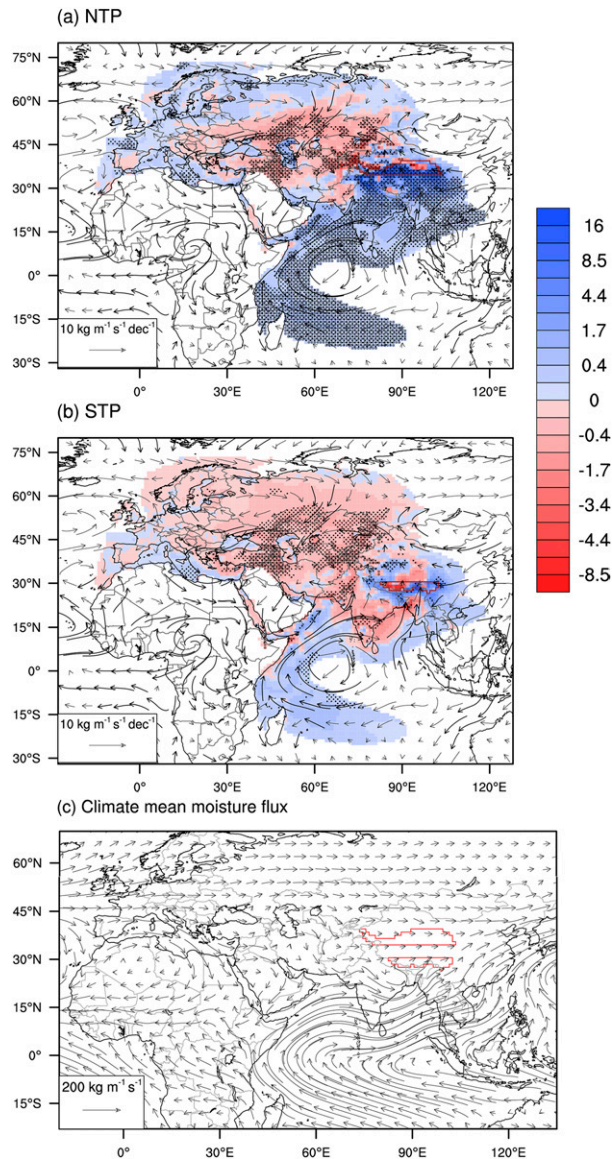 (a) NTP
75°N
60°N
45°N
30°N
15°N
0°
15°S
30°S
10 kg m⁻¹ s⁻¹ dec⁻¹
0° 30°E 60°E 90°E 120°E
(b) STP
75°N
60°N
45°N
30°N
15°N
0°
15°S
30°S
10 kg m⁻¹ s⁻¹ dec⁻¹
0° 30°E 60°E 90°E 120°E
16
8.5
4.4
1.7
0.4
0
-0.4
-1.7
-3.4
-4.4
-8.5
(c) Climate mean moisture flux
60°N
45°N
30°N
15°N
0°
15°S
200 kg m⁻¹ s⁻¹
0° 30°E 60°E 90°E 120°E